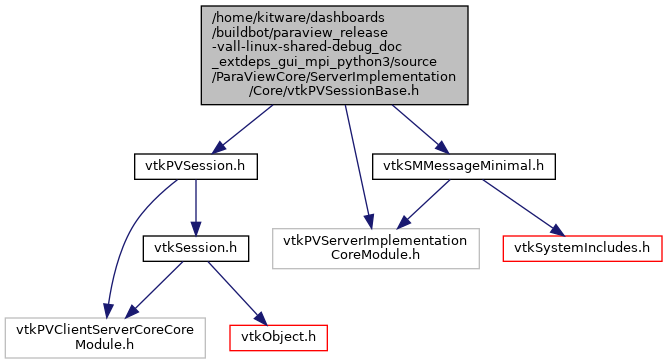 /home/kitware/dashboards
/buildbot/paraview_release
-vall-linux-shared-debug_doc
_extdeps_gui_mpi_python3/source
/ParaViewCore/ServerImplementation
/Core/vtkPVSessionBase.h
vtkPVSession.h
vtkSMMessageMinimal.h
vtkSession.h
vtkPVServerImplementation
CoreModule.h
vtkSystemIncludes.h
vtkPVClientServerCoreCore
Module.h
vtkObject.h